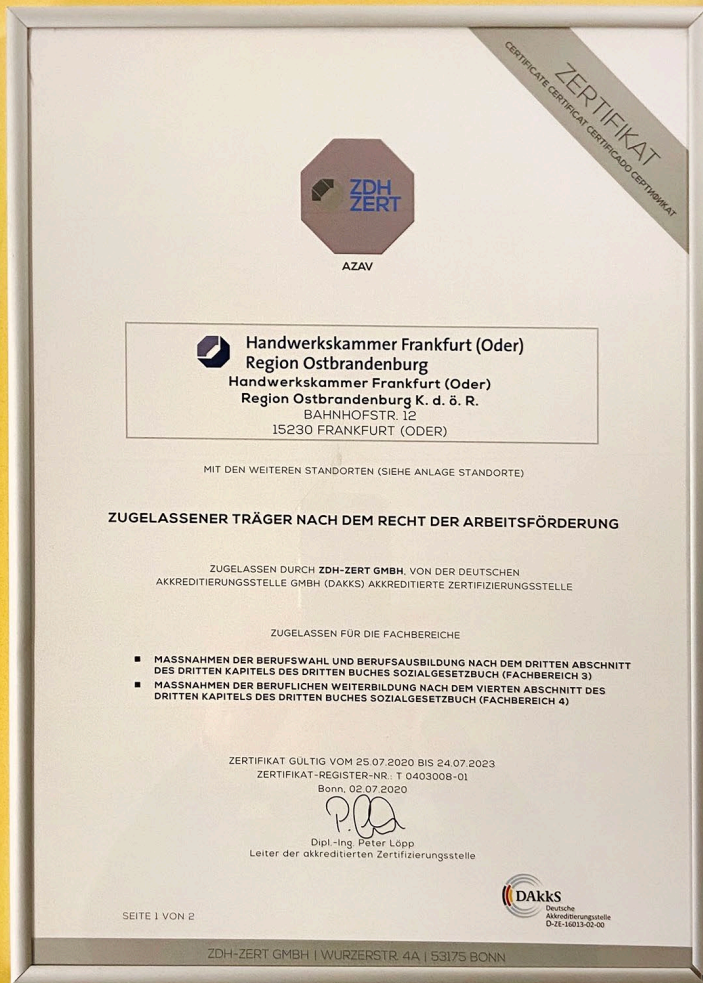 ZERTIFIKAT
CERTIFICATE CERTIFICAT CERTIFICADO СЕРТИФИКАТ
ZDH
ZERT
AZAV
Handwerkskammer Frankfurt (Oder)
Region Ostbrandenburg
Handwerkskammer Frankfurt (Oder)
Region Ostbrandenburg K. d. ö. R.
BAHNHOFSTR. 12
15230 FRANKFURT (ODER)
MIT DEN WEITEREN STANDORTEN (SIEHE ANLAGE STANDORTE)
ZUGELASSENER TRÄGER NACH DEM RECHT DER ARBEITSFÖRDERUNG
ZUGELASSEN DURCH ZDH-ZERT GMBH, VON DER DEUTSCHEN
AKKREDITIERUNGSSTELLE GMBH (DAKKS) AKKREDITIERTE ZERTIFIZIERUNGSSTELLE
ZUGELASSEN FÜR DIE FACHBEREICHE
■ MASSNAHMEN DER BERUFSWAHL UND BERUFSAUSBILDUNG NACH DEM DRITTEN ABSCHNITT
DES DRITTEN KAPITELS DES DRITTEN BUCHES SOZIALGESETZBUCH (FACHBEREICH 3)
■ MASSNAHMEN DER BERUFLICHEN WEITERBILDUNG NACH DEM VIERTEN ABSCHNITT DES
DRITTEN KAPITELS DES DRITTEN BUCHES SOZIALGESETZBUCH (FACHBEREICH 4)
ZERTIFIKAT GÜLTIG VOM 25.07.2020 BIS 24.07.2023
ZERTIFIKAT-REGISTER-NR.: T 0403008-01
Bonn, 02.07.2020
Dipl.-Ing. Peter Löpp
Leiter der akkreditierten Zertifizierungsstelle
DAkkS
Deutsche
Akkreditierungsstelle
D-ZE-16013-02-00
SEITE 1 VON 2
ZDH-ZERT GMBH | WURZERSTR. 4A | 53175 BONN